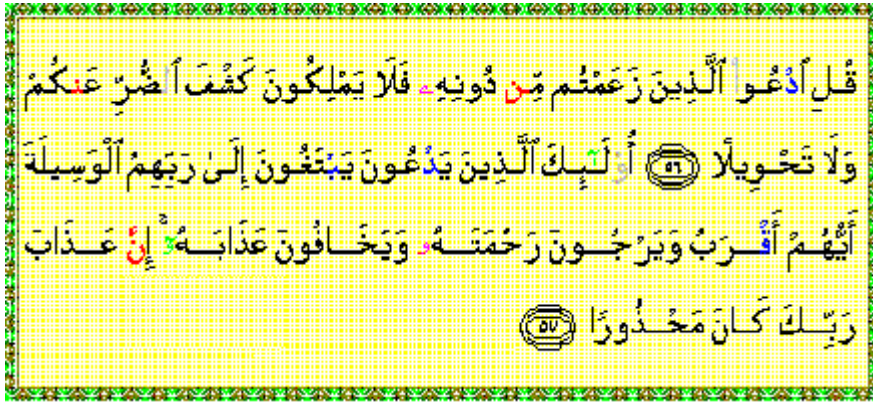 قُلِ ٱدْعُوا۟ ٱلَّذِينَ زَعَمْتُم مِّن دُونِهِۦ فَلَا يَمْلِكُونَ كَشْفَ ٱلضُّرِّ عَنكُمْ
وَلَا تَحْوِيلًا ﴿٥٦﴾ أُو۟لَـٰٓئِكَ ٱلَّذِينَ يَدْعُونَ يَبْتَغُونَ إِلَىٰ رَبِّهِمُ ٱلْوَسِيلَةَ
أَيُّهُمْ أَقْرَبُ وَيَرْجُونَ رَحْمَتَهُۥ وَيَخَافُونَ عَذَابَهُۥٓ ۚ إِنَّ عَذَابَ
رَبِّكَ كَانَ مَحْذُورًا ﴿٥٧﴾